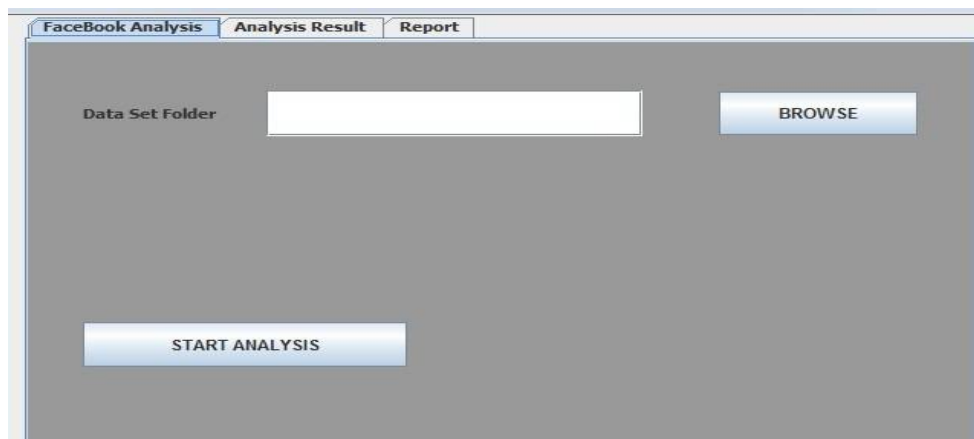 FaceBook Analysis Analysis Result Report
Data Set Folder BROWSE
START ANALYSIS